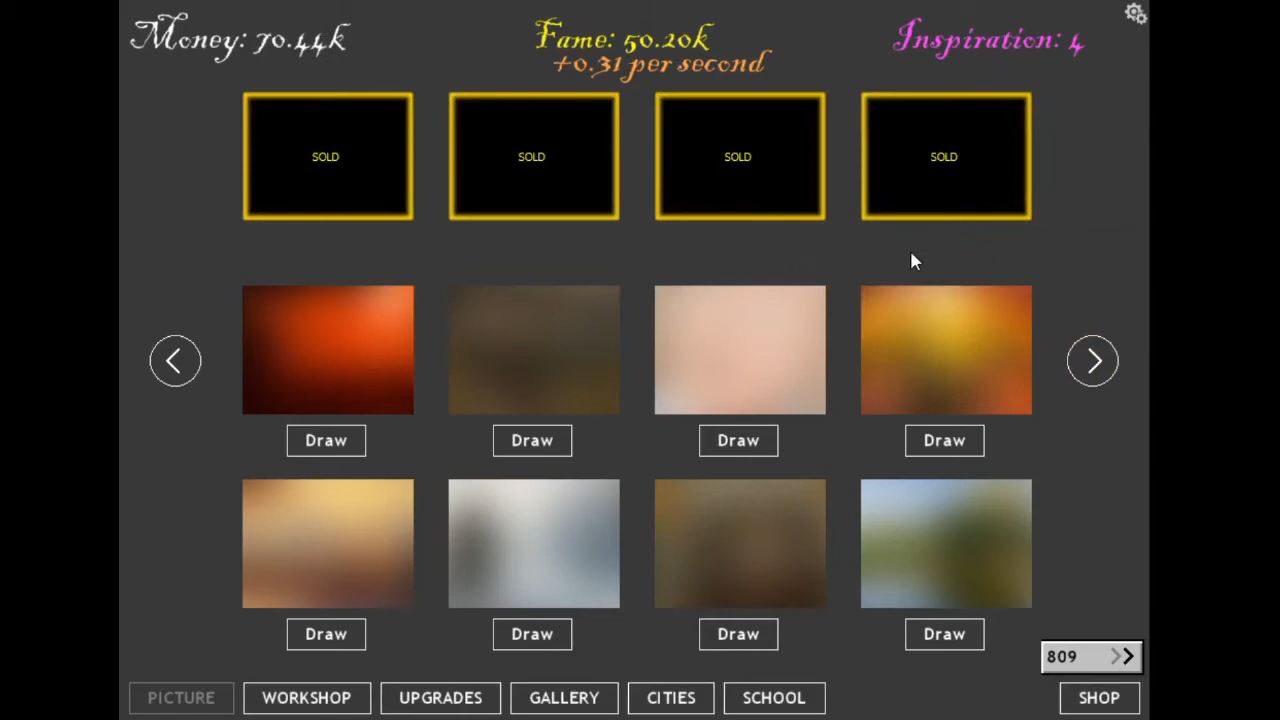 Money: 70.44k
Fame: 50.20k
+0.31 per second
Inspiration: 4
SOLD SOLD SOLD SOLD
Draw Draw Draw Draw
Draw Draw Draw Draw
809
PICTURE WORKSHOP UPGRADES GALLERY CITIES SCHOOL SHOP